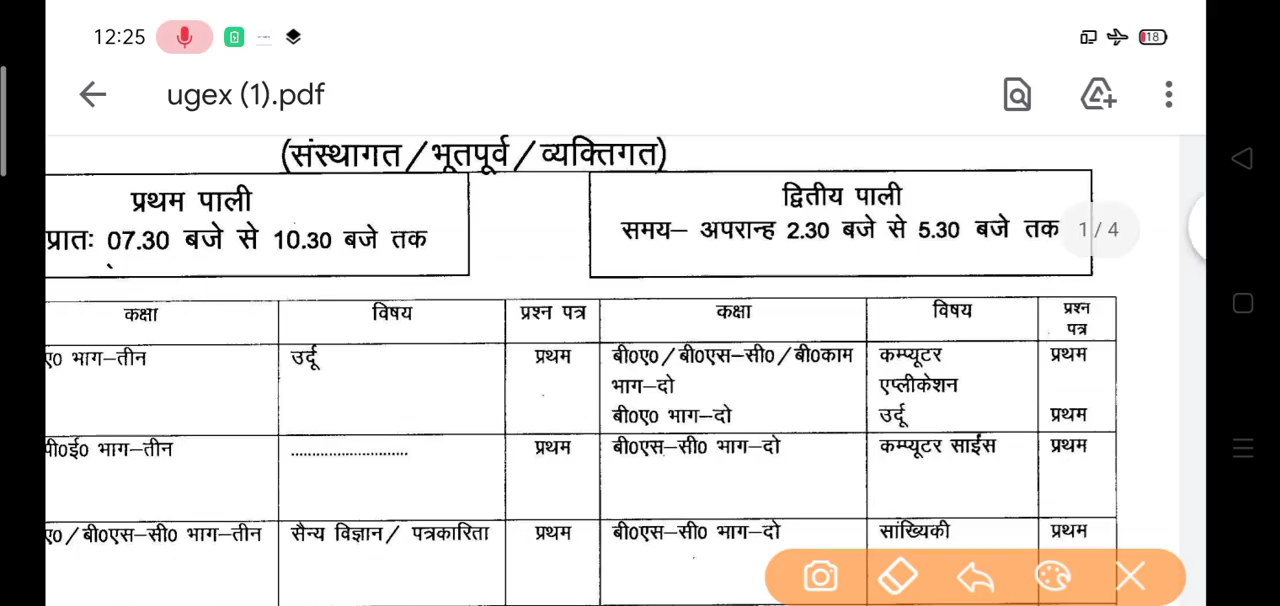 12:25
18
ugex (1).pdf
(संस्थागत / भूतपूर्व / व्यक्तिगत)
प्रथम पाली
प्रातः 07.30 बजे से 10.30 बजे तक
द्वितीय पाली
समय– अपरान्ह 2.30 बजे से 5.30 बजे तक
1 / 4
कक्षा विषय प्रश्न पत्र कक्षा विषय प्रश्न
पत्र
ए0 भाग–तीन उर्दू प्रथम बी0ए0 / बी0एस–सी0 / बी0काम कम्प्यूटर प्रथम
भाग–दो एप्लीकेशन
बी0ए0 भाग–दो उर्दू प्रथम
पी0ई0 भाग–तीन ............................ प्रथम बी0एस–सी0 भाग–दो कम्प्यूटर साईंस प्रथम
ए0 / बी0एस–सी0 भाग–तीन सैन्य विज्ञान / पत्रकारिता प्रथम बी0एस–सी0 भाग–दो सांख्यिकी प्रथम